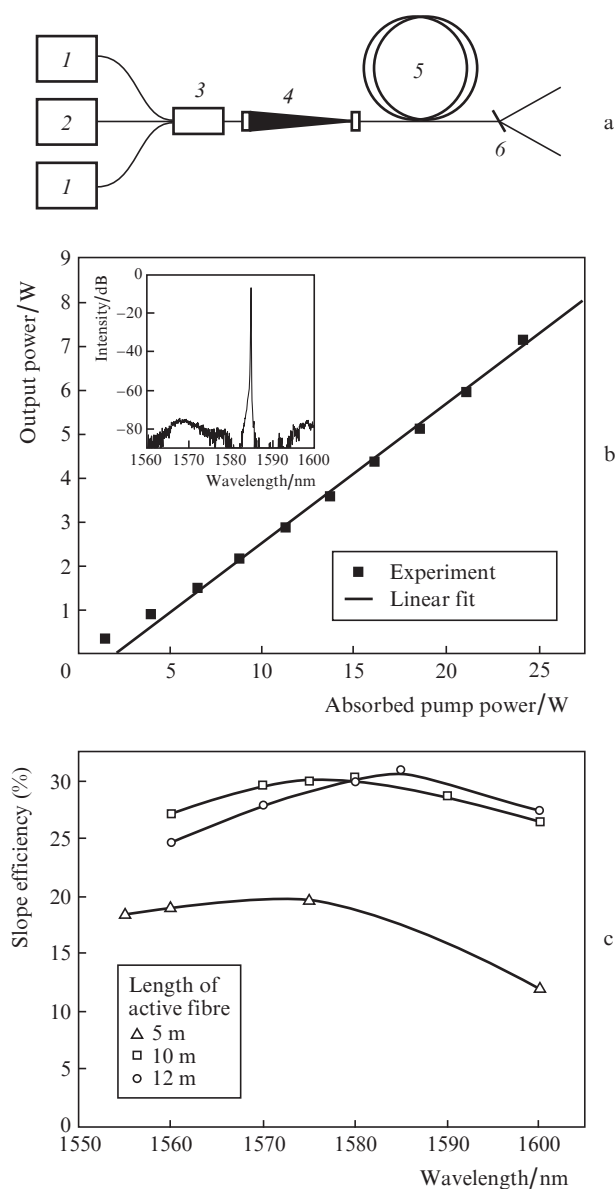 1
2
1
3
4
5
6
a
9
8
7
6
5
4
3
2
1
0
Output power/W
0
−20
−40
−60
−80
Intensity/dB
1560 1570 1580 1590 1600
Wavelength/nm
■ Experiment
— Linear fit
5 10 15 20 25
Absorbed pump power/W
b
30
25
20
15
10
5
0
Slope efficiency (%)
Length of
active fibre
△ 5 m
□ 10 m
○ 12 m
1550 1560 1570 1580 1590 1600
Wavelength/nm
c